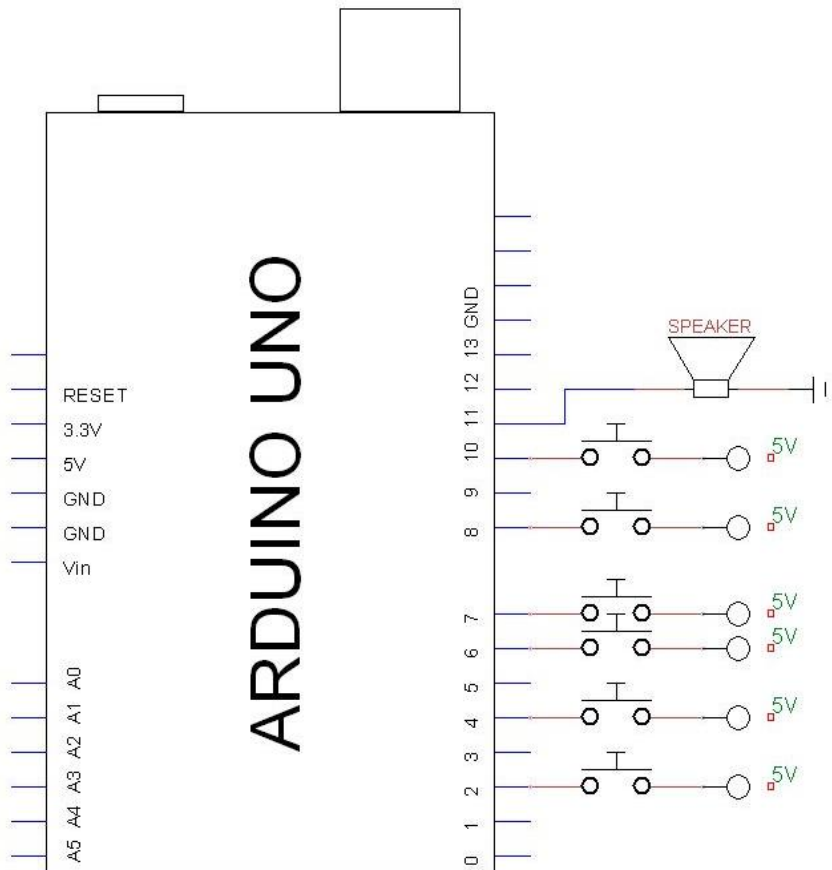 ARDUINO UNO
RESET
3.3V
5V
GND
GND
Vin
A0
A1
A2
A3
A4
A5
GND
13
12
11
10
9
8
7
6
5
4
3
2
1
0
SPEAKER
5V
5V
5V
5V
5V
5V